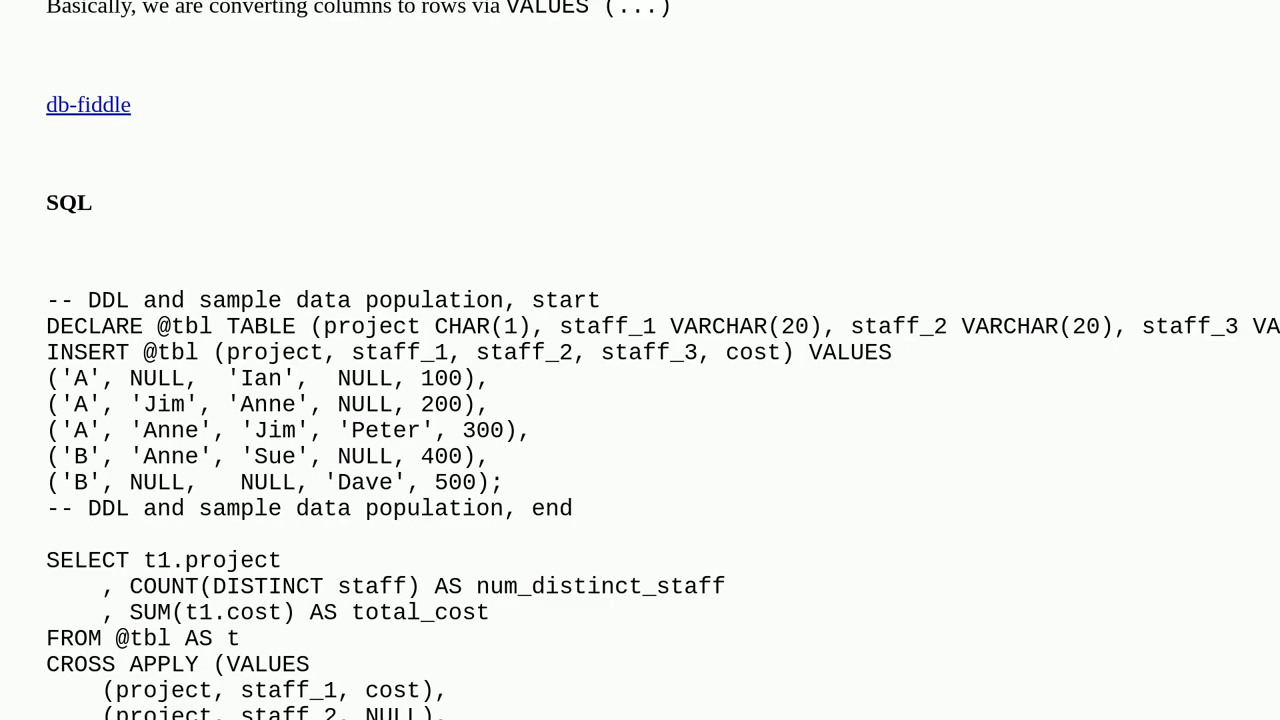 Basically, we are converting columns to rows via VALUES (...)
db-fiddle
SQL
-- DDL and sample data population, start
DECLARE @tbl TABLE (project CHAR(1), staff_1 VARCHAR(20), staff_2 VARCHAR(20), staff_3 VA
INSERT @tbl (project, staff_1, staff_2, staff_3, cost) VALUES
('A', NULL,  'Ian',  NULL, 100),
('A', 'Jim', 'Anne', NULL, 200),
('A', 'Anne', 'Jim', 'Peter', 300),
('B', 'Anne', 'Sue', NULL, 400),
('B', NULL,   NULL, 'Dave', 500);
-- DDL and sample data population, end
SELECT t1.project
    , COUNT(DISTINCT staff) AS num_distinct_staff
    , SUM(t1.cost) AS total_cost
FROM @tbl AS t
CROSS APPLY (VALUES
    (project, staff_1, cost),
    (project, staff_2, NULL),